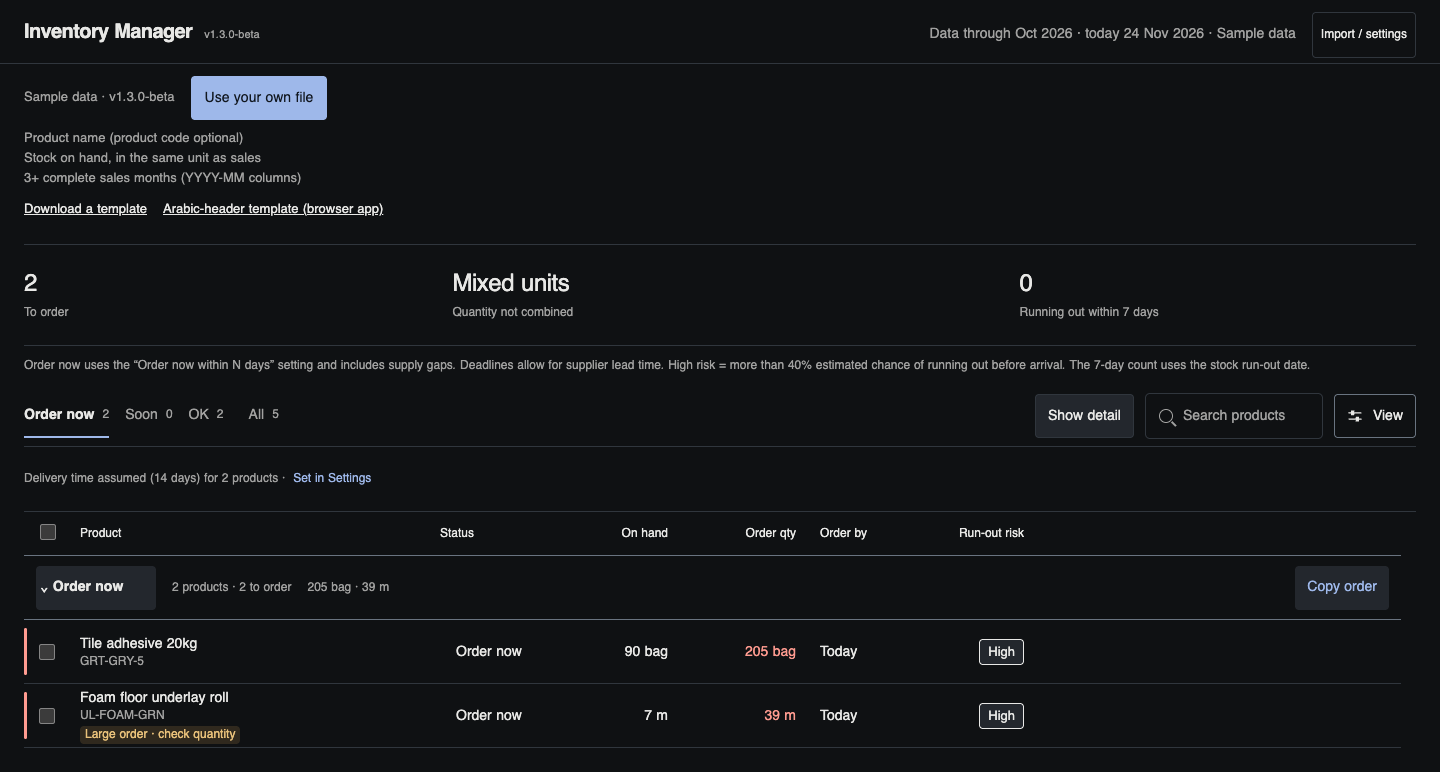 Inventory Manager v1.3.0-beta
Data through Oct 2026 · today 24 Nov 2026 · Sample data
Import / settings
Sample data · v1.3.0-beta
Use your own file
Product name (product code optional)
Stock on hand, in the same unit as sales
3+ complete sales months (YYYY-MM columns)
Download a template Arabic-header template (browser app)
2 Mixed units 0
To order Quantity not combined Running out within 7 days
Order now uses the “Order now within N days” setting and includes supply gaps. Deadlines allow for supplier lead time. High risk = more than 40% estimated chance of running out before arrival. The 7-day count uses the stock run-out date.
Order now 2 Soon 0 OK 2 All 5
Show detail Search products View
Delivery time assumed (14 days) for 2 products · Set in Settings
Product Status On hand Order qty Order by Run-out risk
Order now 2 products · 2 to order 205 bag · 39 m Copy order
Tile adhesive 20kg
GRT-GRY-5
Order now 90 bag 205 bag Today High
Foam floor underlay roll
UL-FOAM-GRN
Large order · check quantity
Order now 7 m 39 m Today High